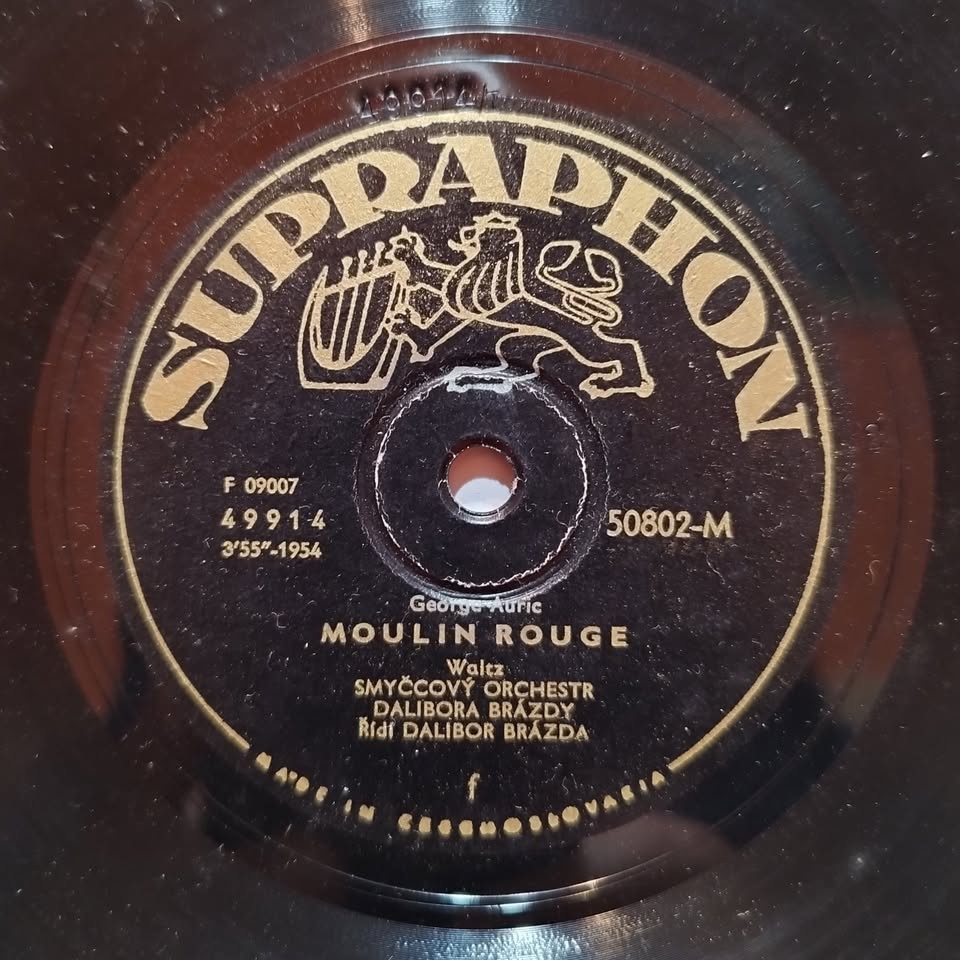 49914
SUPRAPHON
F 09007
49914
3'55"-1954
50802-M
George Auric
MOULIN ROUGE
Waltz
SMYČCOVÝ ORCHESTR
DALIBORA BRÁZDY
Řídí DALIBOR BRÁZDA
f
MADE IN CZECHOSLOVAKIA